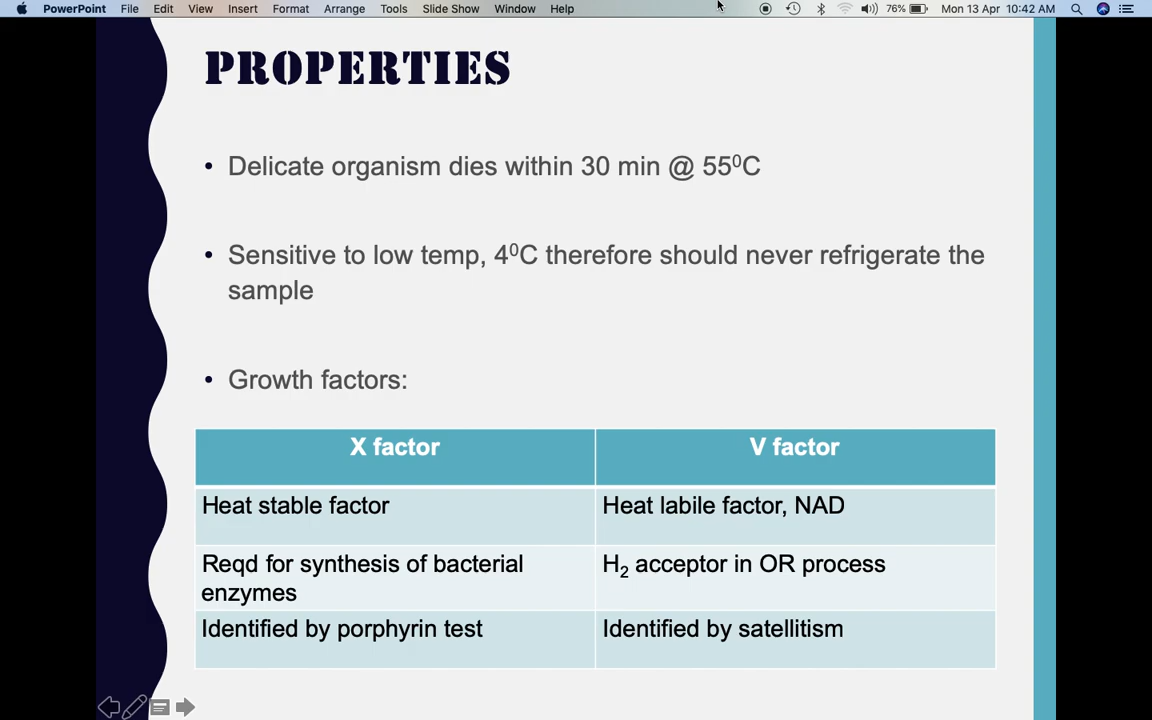 PowerPoint File Edit View Insert Format Arrange Tools Slide Show Window Help 76% Mon 13 Apr 10:42 AM
PROPERTIES
• Delicate organism dies within 30 min @ 55⁰C
• Sensitive to low temp, 4⁰C therefore should never refrigerate the
sample
• Growth factors:
X factor V factor
Heat stable factor Heat labile factor, NAD
Reqd for synthesis of bacterial H₂ acceptor in OR process
enzymes
Identified by porphyrin test Identified by satellitism